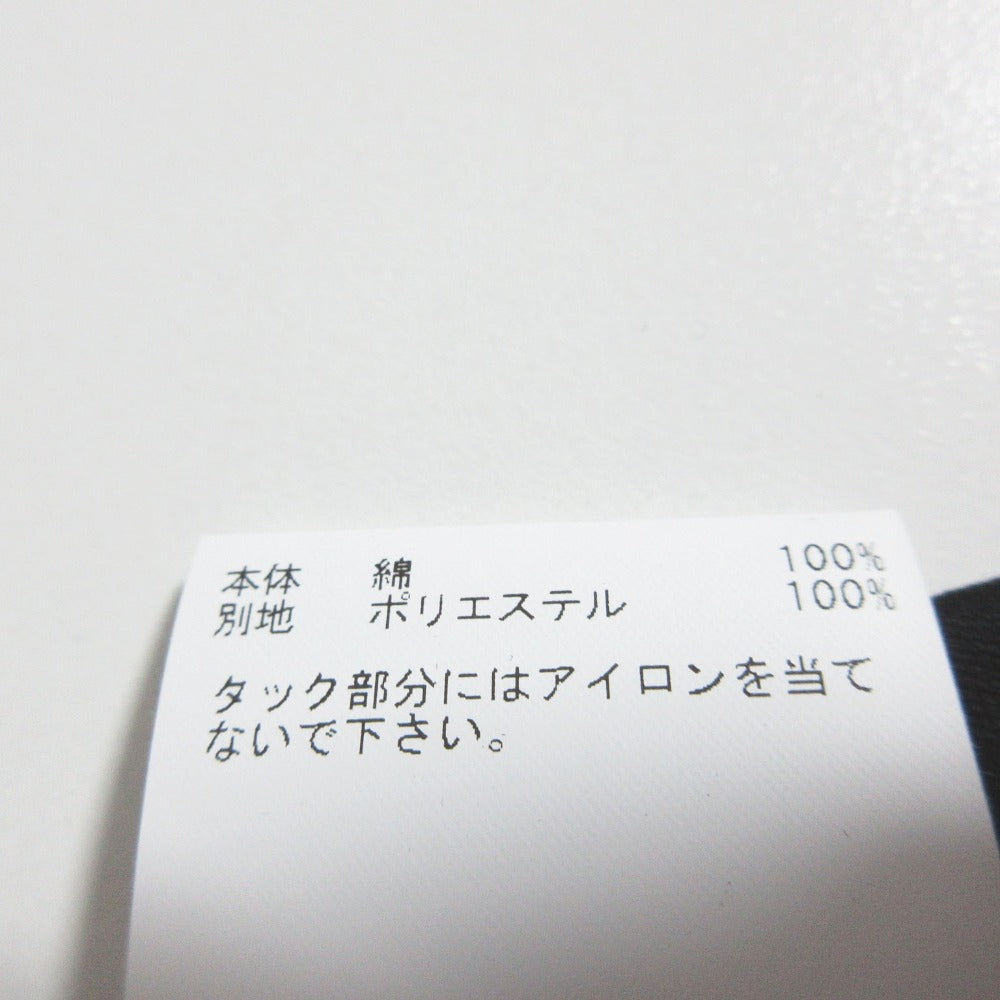 本体 綿 100%
別地 ポリエステル 100%
タック部分にはアイロンを当て
ないで下さい。